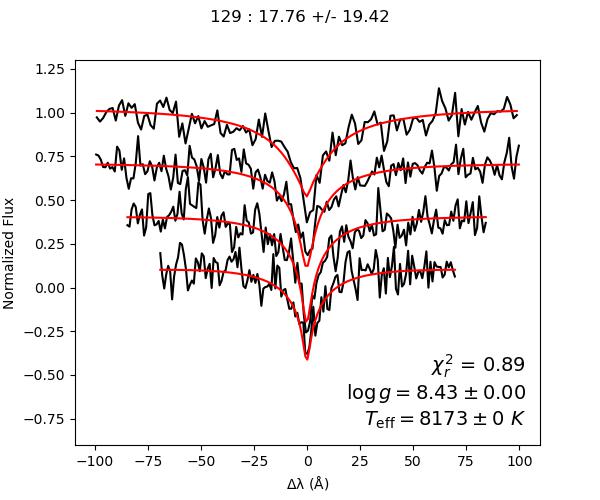 129 : 17.76 +/- 19.42
1.25
1.00
0.75
0.50
0.25
0.00
−0.25
−0.50
−0.75
Normalized Flux
χ²ᵣ = 0.89
log g = 8.43 ± 0.00
T_eff = 8173 ± 0 K
−100 −75 −50 −25 0 25 50 75 100
Δλ (Å)